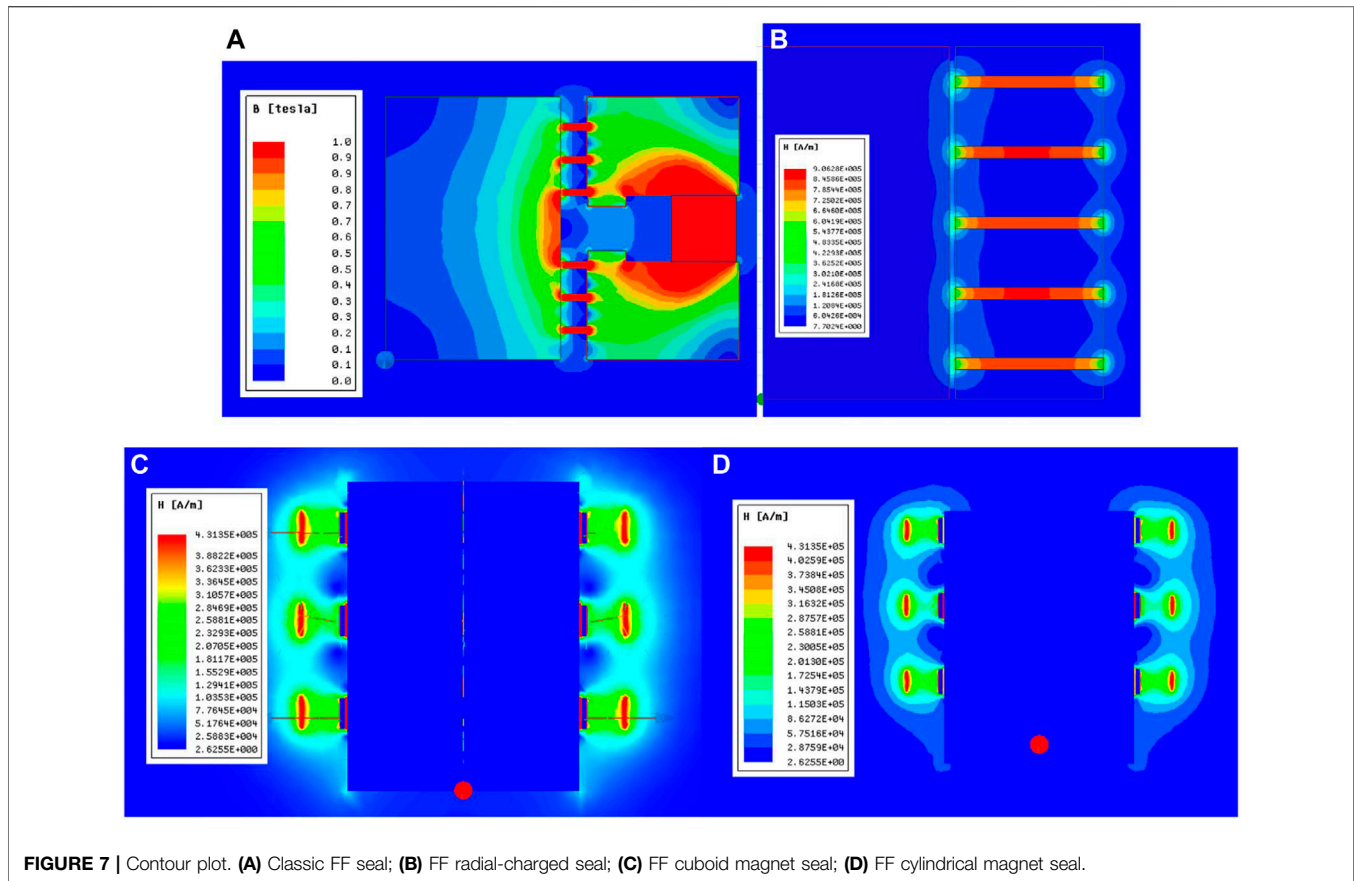 A
B [tesla]
1.0
0.9
0.9
0.8
0.7
0.7
0.6
0.5
0.5
0.4
0.3
0.3
0.2
0.1
0.1
0.0
B
H [A/m]
9.0628E+005
8.4586E+005
7.8544E+005
7.2502E+005
6.6460E+005
6.0419E+005
5.4377E+005
4.8335E+005
4.2293E+005
3.6252E+005
3.0210E+005
2.4168E+005
1.8126E+005
1.2084E+005
6.0426E+004
7.7024E+000
C
H [A/m]
4.3135E+005
3.8822E+005
3.6233E+005
3.3645E+005
3.1057E+005
2.8469E+005
2.5881E+005
2.3293E+005
2.0705E+005
1.8117E+005
1.5529E+005
1.2941E+005
1.0353E+005
7.7645E+004
5.1764E+004
2.5883E+004
2.6255E+000
D
H [A/m]
4.3135E+05
4.0259E+05
3.7384E+05
3.4508E+05
3.1632E+05
2.8757E+05
2.5881E+05
2.3005E+05
2.0130E+05
1.7254E+05
1.4379E+05
1.1503E+05
8.6272E+04
5.7516E+04
2.8759E+04
2.6255E+00
FIGURE 7 | Contour plot. (A) Classic FF seal; (B) FF radial-charged seal; (C) FF cuboid magnet seal; (D) FF cylindrical magnet seal.